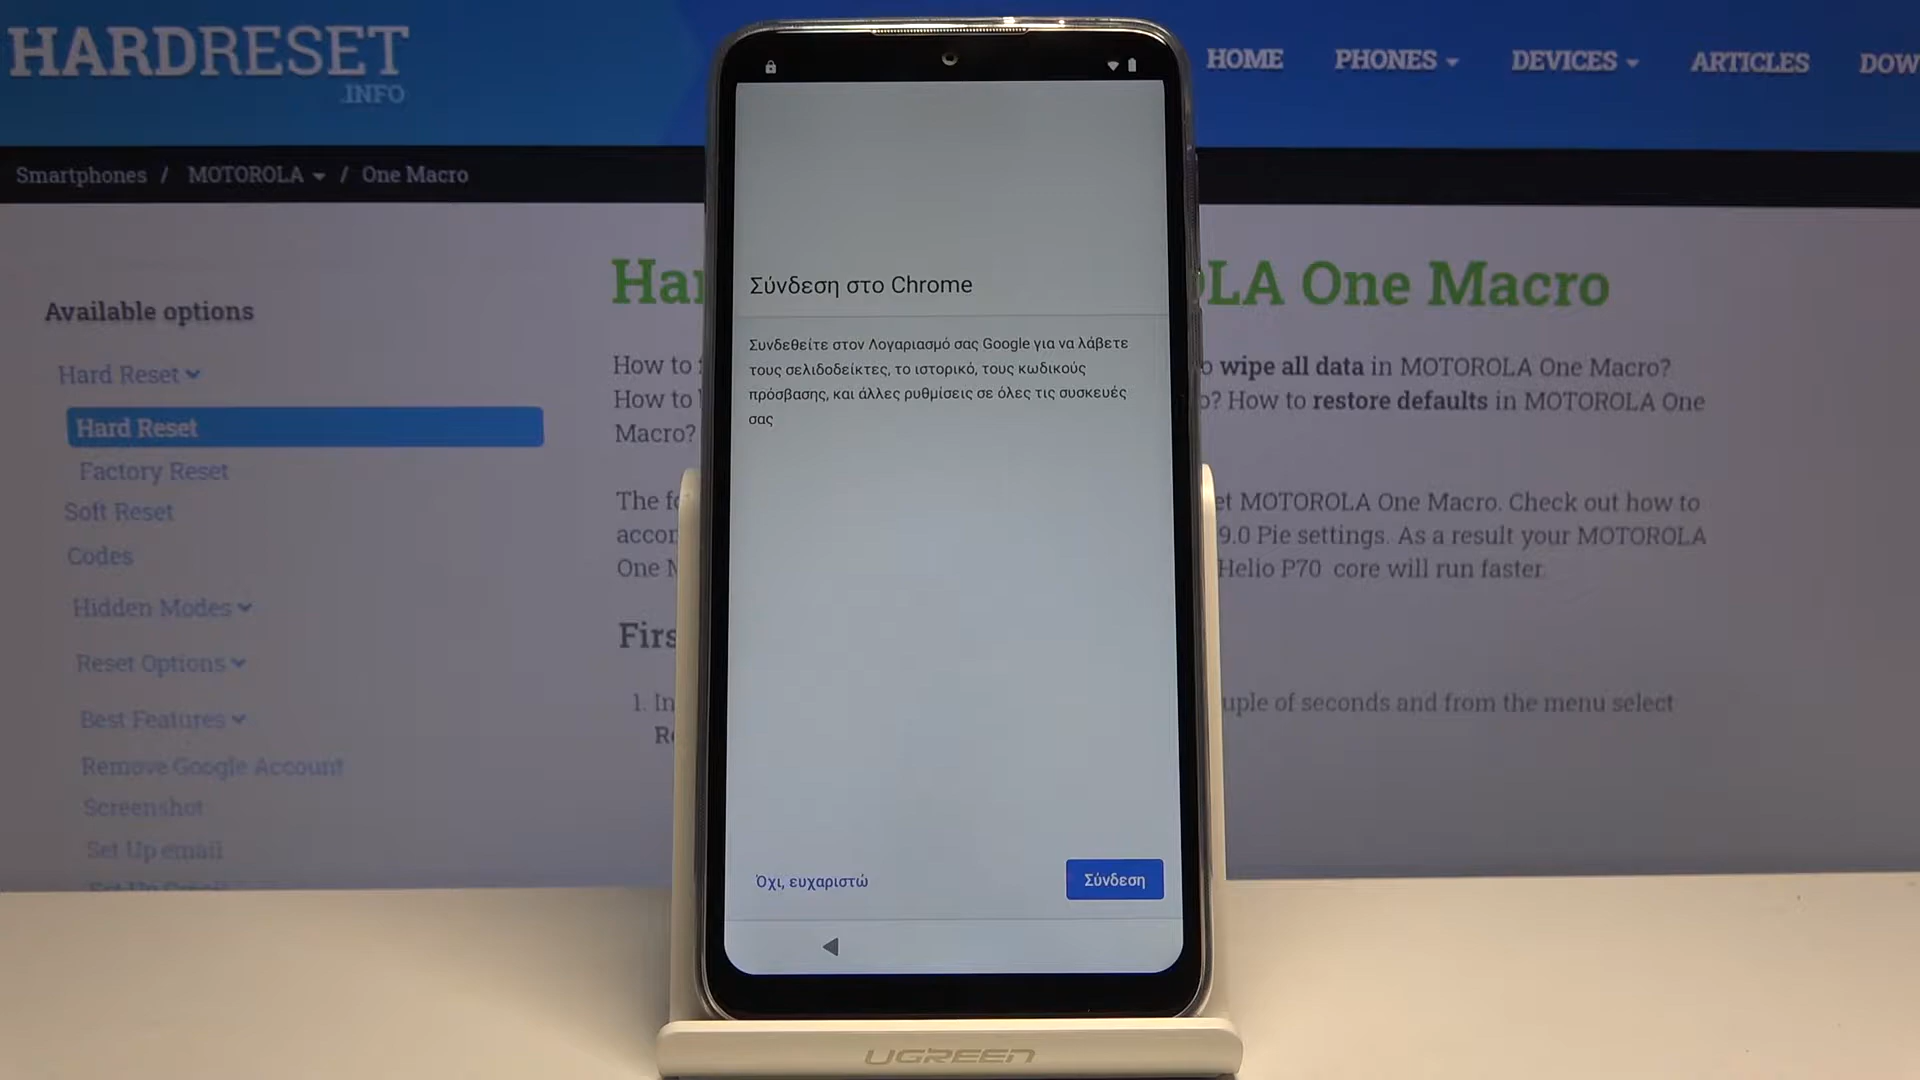 HARDRESET
.INFO
HOME PHONES DEVICES ARTICLES
Smartphones / MOTOROLA / One Macro
Available options
Hard Reset
Hard Reset
Factory Reset
Soft Reset
Codes
Hidden Modes
Reset Options
Best Features
Remove Google Account
Screenshot
Set Up email
Σύνδεση στο Chrome
Συνδεθείτε στον Λογαριασμό σας Google για να λάβετε
τους σελιδοδείκτες, το ιστορικό, τους κωδικούς
πρόσβασης, και άλλες ρυθμίσεις σε όλες τις συσκευές
σας
Όχι, ευχαριστώ
Σύνδεση
One Macro
How to wipe all data in MOTOROLA One Macro?
How to ? How to restore defaults in MOTOROLA One
Macro?
The MOTOROLA One Macro. Check out how to
9.0 Pie settings. As a result your MOTOROLA
One Helio P70 core will run faster.
1. of seconds and from the menu select
UGREEN